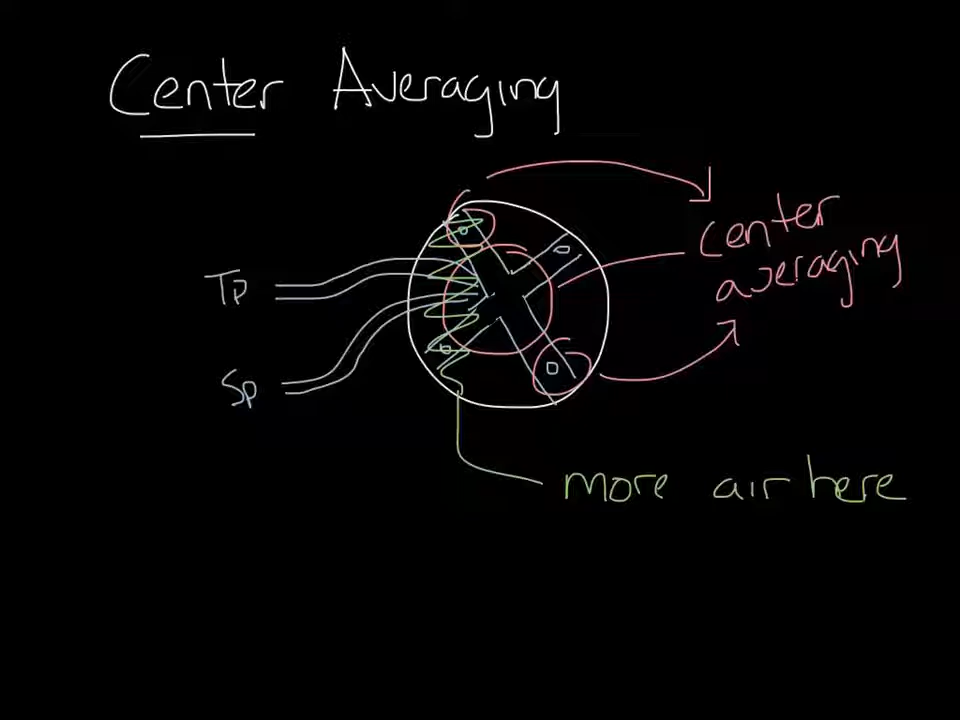 Center Averaging
center
averaging
Tp
Sp
more air here